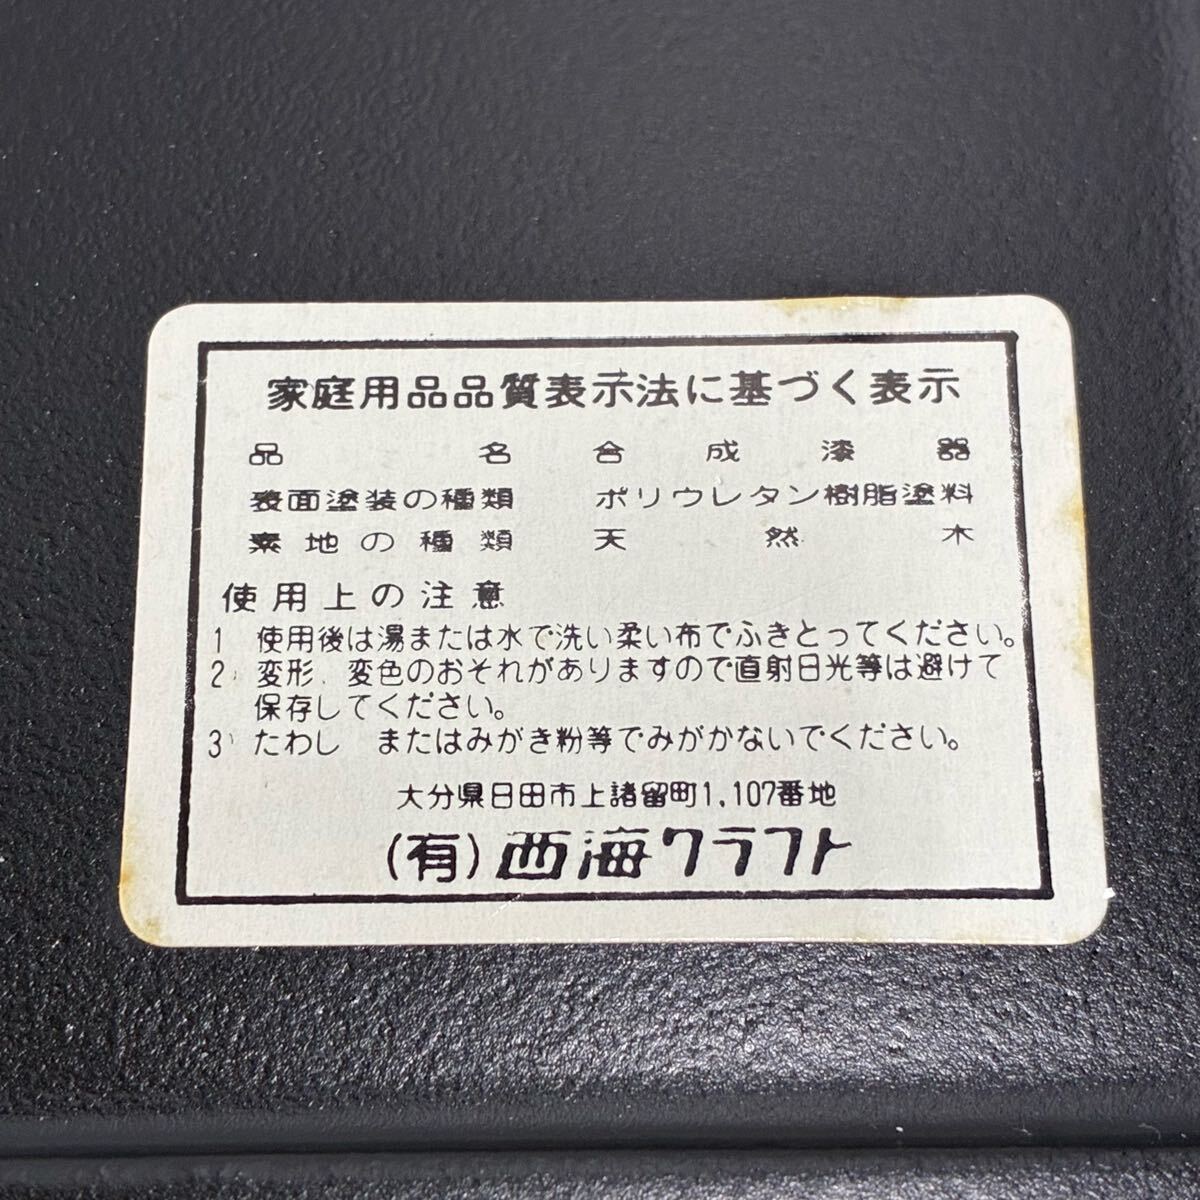 家庭用品品質表示法に基づく表示
品名 合成漆器
表面塗装の種類 ポリウレタン樹脂塗料
素地の種類 天然木
使用上の注意
1 使用後は湯または水で洗い柔い布でふきとってください。
2) 変形、変色のおそれがありますので直射日光等は避けて
保存してください。
3) たわし またはみがき粉等でみがかないでください。
大分県日田市上諸留町1,107番地
(有)西海クラフト